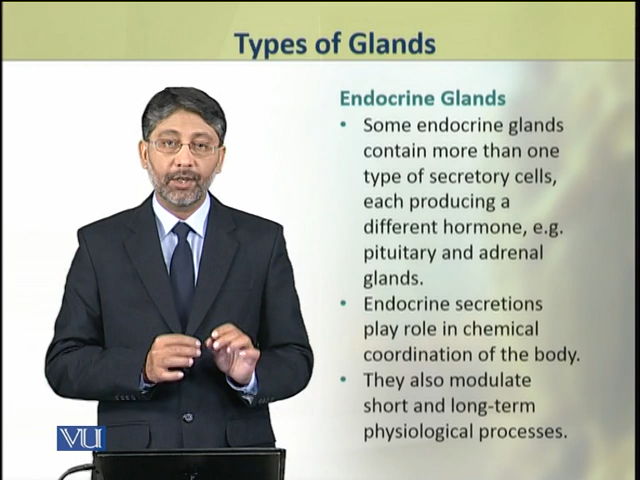 Types of Glands
Endocrine Glands
• Some endocrine glands
contain more than one
type of secretory cells,
each producing a
different hormone, e.g.
pituitary and adrenal
glands.
• Endocrine secretions
play role in chemical
coordination of the body.
• They also modulate
short and long-term
physiological processes.
VU